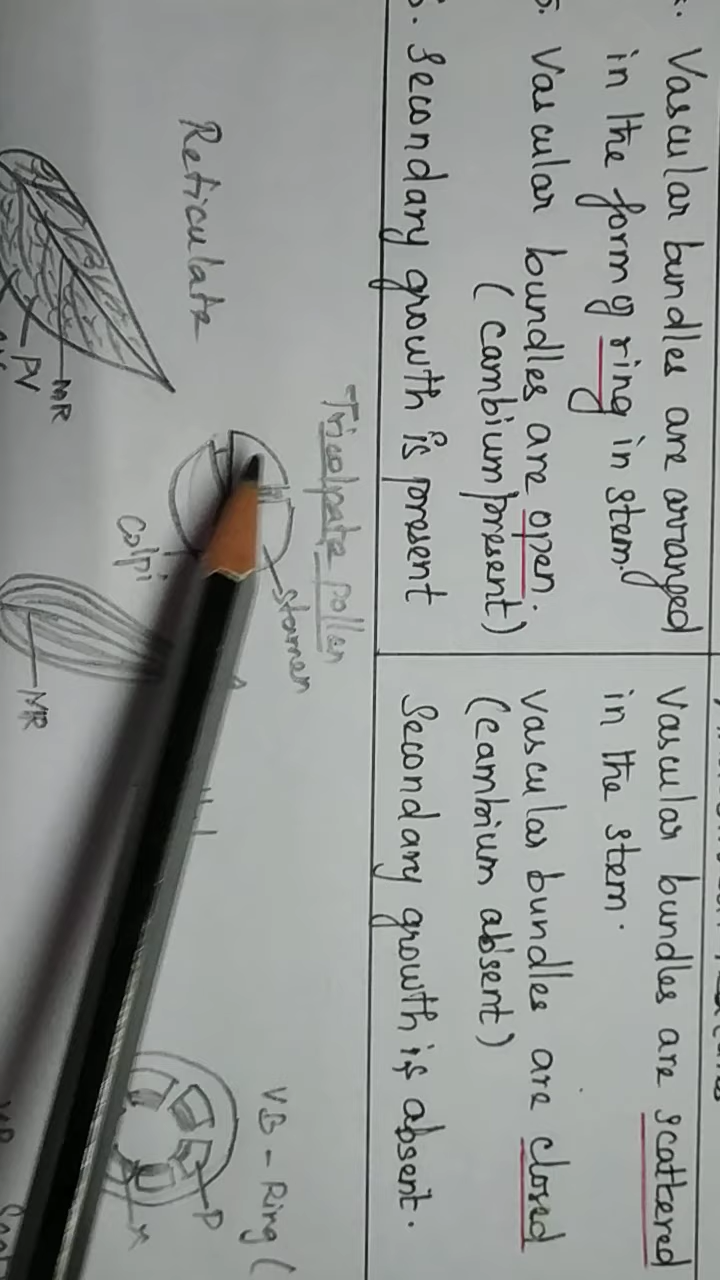 Vascular bundles are arranged
in the form of ring in stem.
5. Vascular bundles are open.
(cambium present)
6. Secondary growth is present
Vascular bundles are scattered
in the stem.
vascular bundles are closed
(cambium absent)
Secondary growth is absent.
Reticulate
MR
PV
Tricolpate pollen
Stamen
Colpi
MR
VB - Ring (
P
X